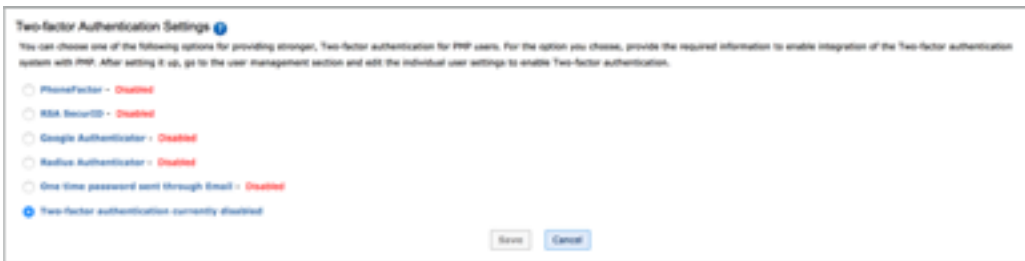 Two-factor Authentication Settings ?
You can choose one of the following options for providing stronger, Two-factor authentication for PMP users. For the option you choose, provide the required information to enable integration of the Two-factor authentication
system with PMP. After setting it up, go to the user management section and edit the individual user settings to enable Two-factor authentication.
PhoneFactor - Disabled
RSA SecurID - Disabled
Google Authenticator - Disabled
Radius Authenticator - Disabled
One time password sent through Email - Disabled
Two-factor authentication currently disabled
Save Cancel